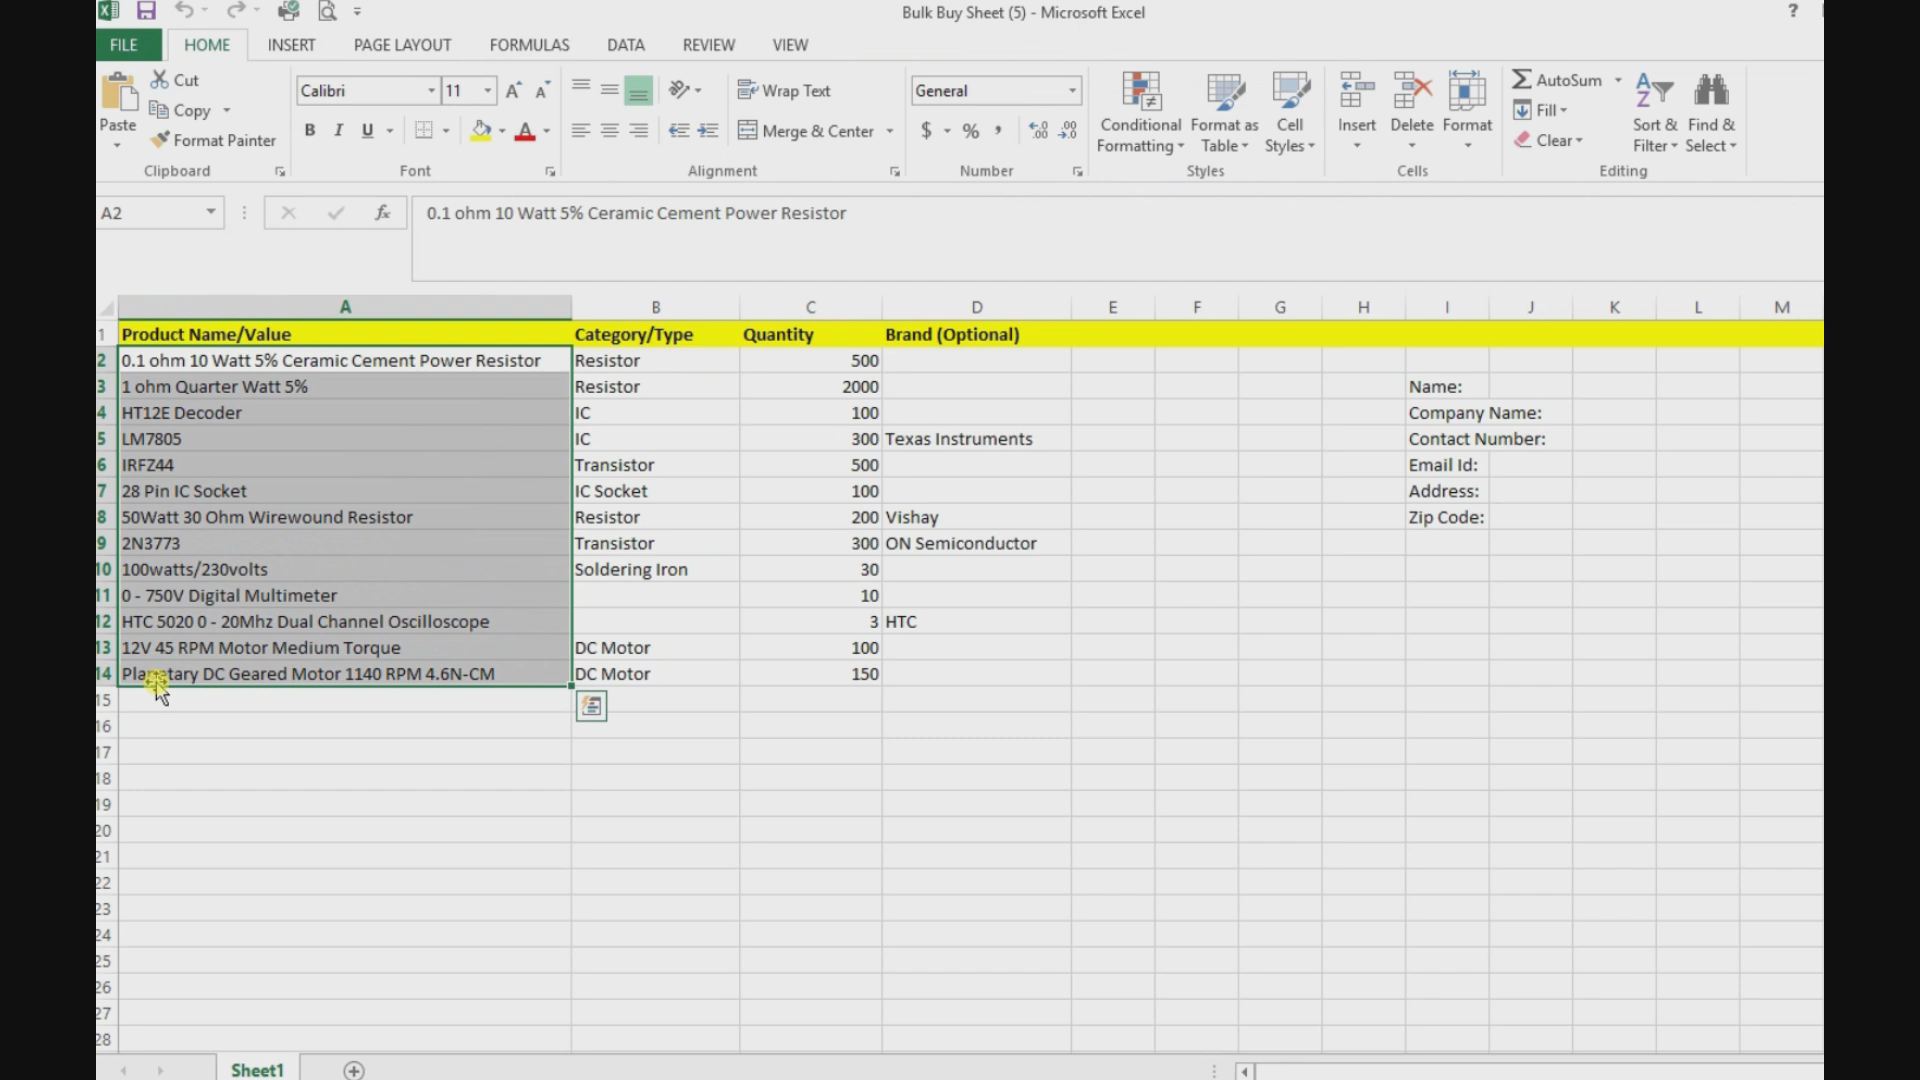 Bulk Buy Sheet (5) - Microsoft Excel
?
FILE HOME INSERT PAGE LAYOUT FORMULAS DATA REVIEW VIEW
Paste
Cut
Copy
Format Painter
Clipboard
Calibri 11
B I U
Font
Wrap Text
Merge & Center
Alignment
General
$ % ,
Number
Conditional Formatting
Format as Table
Cell Styles
Styles
Insert Delete Format
Cells
AutoSum
Fill
Clear
Sort & Filter
Find & Select
Editing
A2 fx 0.1 ohm 10 Watt 5% Ceramic Cement Power Resistor
A B C D E F G H I J K L M
1 Product Name/Value Category/Type Quantity Brand (Optional)
2 0.1 ohm 10 Watt 5% Ceramic Cement Power Resistor Resistor 500
3 1 ohm Quarter Watt 5% Resistor 2000 Name:
4 HT12E Decoder IC 100 Company Name:
5 LM7805 IC 300 Texas Instruments Contact Number:
6 IRFZ44 Transistor 500 Email Id:
7 28 Pin IC Socket IC Socket 100 Address:
8 50Watt 30 Ohm Wirewound Resistor Resistor 200 Vishay Zip Code:
9 2N3773 Transistor 300 ON Semiconductor
10 100watts/230volts Soldering Iron 30
11 0 - 750V Digital Multimeter 10
12 HTC 5020 0 - 20Mhz Dual Channel Oscilloscope 3 HTC
13 12V 45 RPM Motor Medium Torque DC Motor 100
14 Planetary DC Geared Motor 1140 RPM 4.6N-CM DC Motor 150
15
16
17
18
19
20
21
22
23
24
25
26
27
28
Sheet1